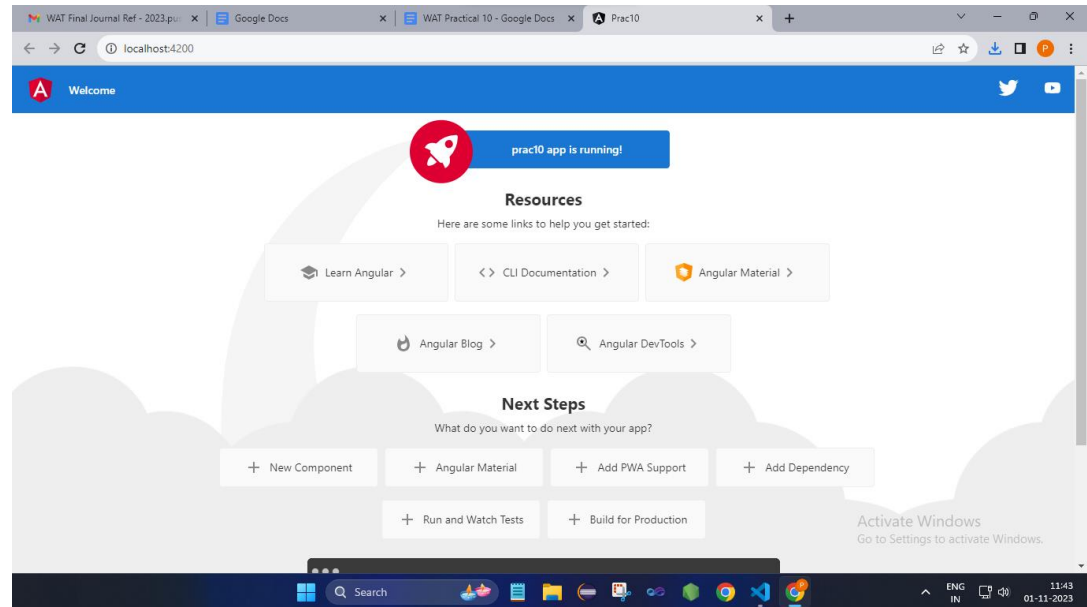 WAT Final Journal Ref - 2023.pu
Google Docs
WAT Practical 10 - Google Docs
Prac10
localhost:4200
P
Welcome
prac10 app is running!
Resources
Here are some links to help you get started:
Learn Angular
CLI Documentation
Angular Material
Angular Blog
Angular DevTools
Next Steps
What do you want to do next with your app?
New Component
Angular Material
Add PWA Support
Add Dependency
Run and Watch Tests
Build for Production
Activate Windows
Go to Settings to activate Windows.
Search
ENG
IN
11:43
01-11-2023